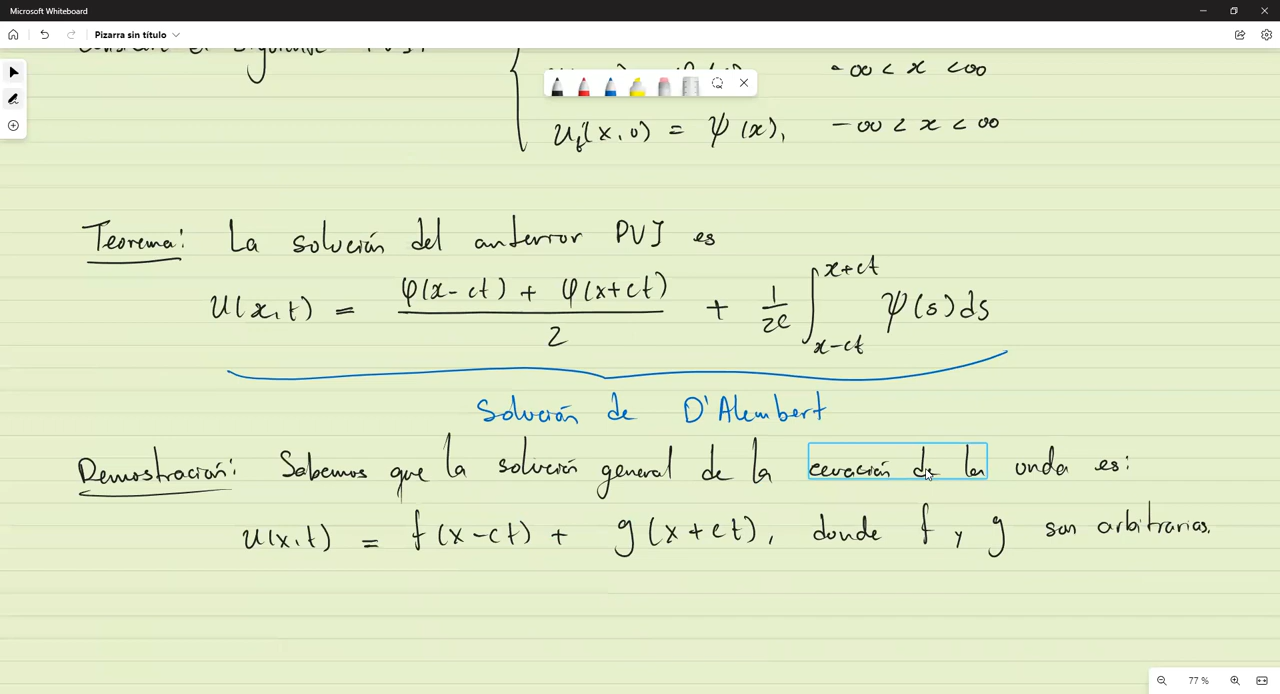 Microsoft Whiteboard
Pizarra sin título
-∞ < x < ∞
u_t(x,0) = ψ(x), -∞ < x < ∞
Teorema: La solución del anterior PVI es
u(x,t) = (φ(x-ct) + φ(x+ct))/2 + 1/2c ∫_{x-ct}^{x+ct} ψ(s)ds
Solución de D'Alembert
Demostración: Sabemos que la solución general de la ecuación de la onda es:
u(x,t) = f(x-ct) + g(x+ct), donde f y g son arbitrarias.
77 %